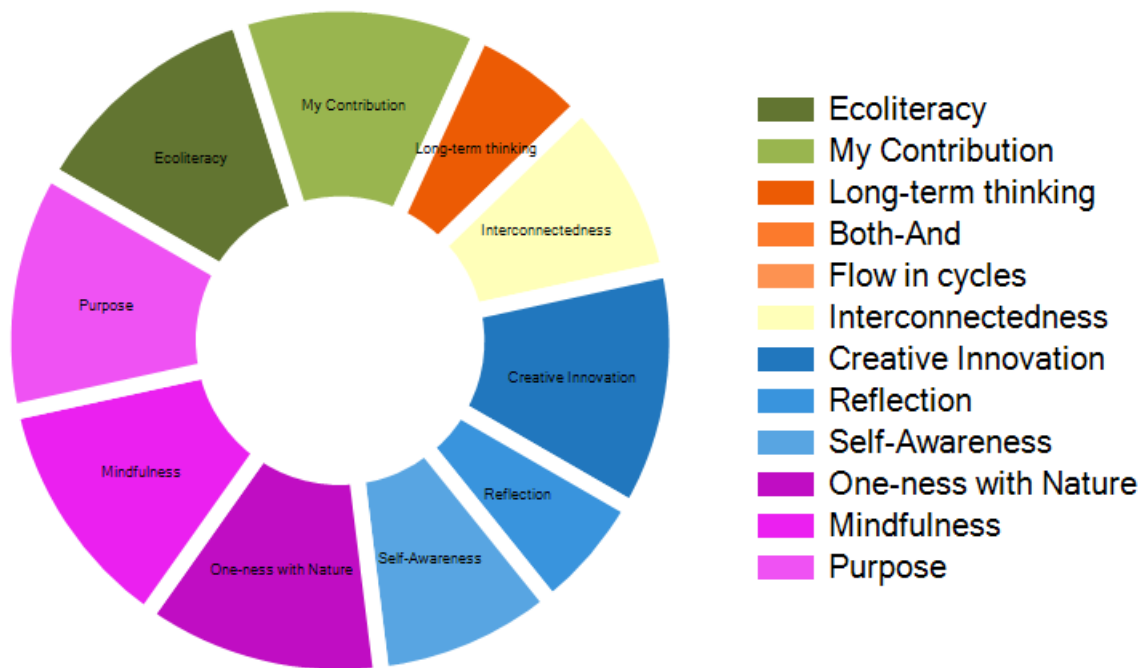 My Contribution
Long-term thinking
Ecoliteracy
Interconnectedness
Purpose
Creative Innovation
Mindfulness
Reflection
Self-Awareness
One-ness with Nature
Ecoliteracy
My Contribution
Long-term thinking
Both-And
Flow in cycles
Interconnectedness
Creative Innovation
Reflection
Self-Awareness
One-ness with Nature
Mindfulness
Purpose